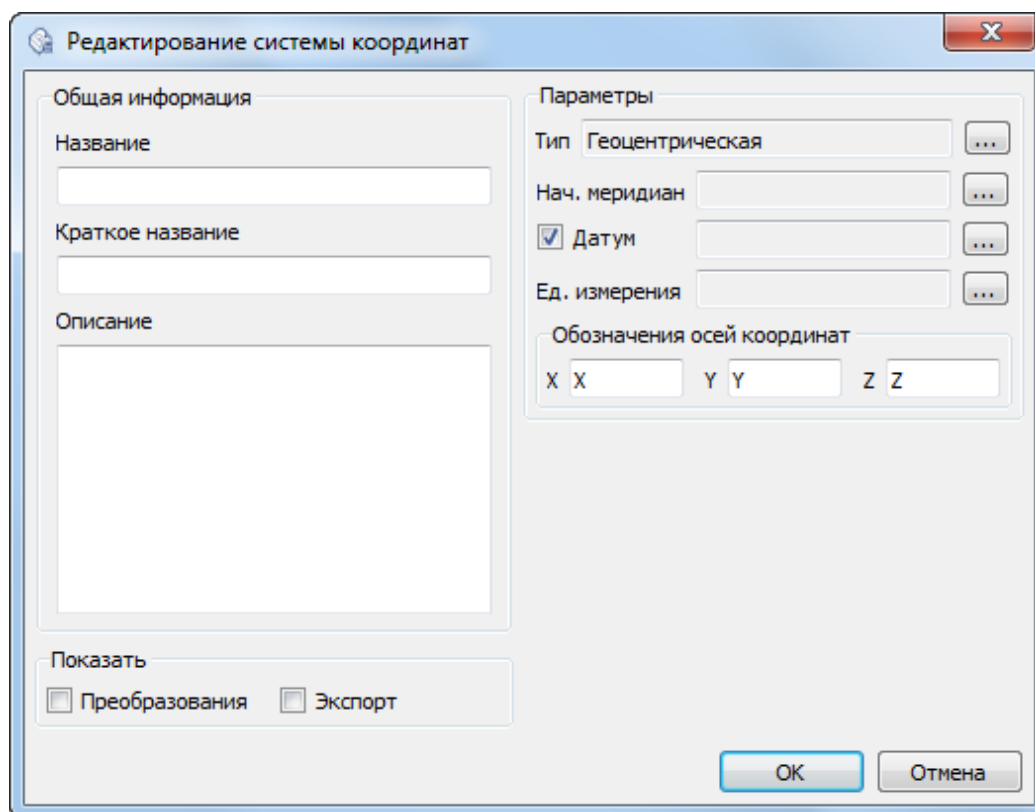 Редактирование системы координат
Общая информация
Название
Краткое название
Описание
Показать
Преобразования Экспорт
Параметры
Тип Геоцентрическая ...
Нач. меридиан ...
Датум ...
Ед. измерения ...
Обозначения осей координат
X X Y Y Z Z
OK Отмена